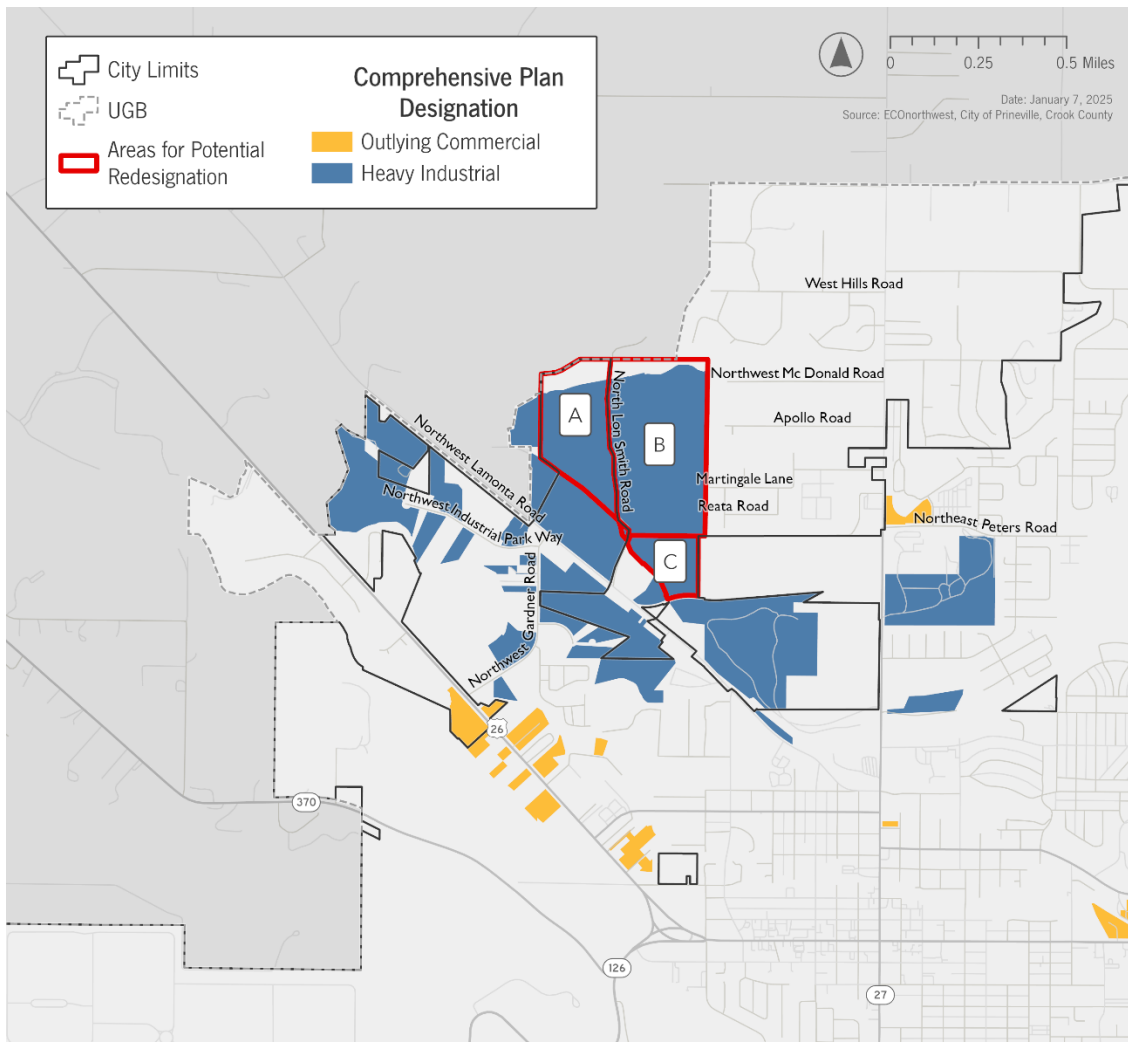 City Limits
UGB
Areas for Potential
Redesignation
Comprehensive Plan
Designation
Outlying Commercial
Heavy Industrial
0 0.25 0.5 Miles
Date: January 7, 2025
Source: ECOnorthwest, City of Prineville, Crook County
West Hills Road
Northwest Mc Donald Road
Apollo Road
North Lon Smith Road
A
B
Martingale Lane
Reata Road
Northwest Lamonta Road
Northwest Industrial Park Way
Northeast Peters Road
C
Northwest Gardner Road
26
370
126
27